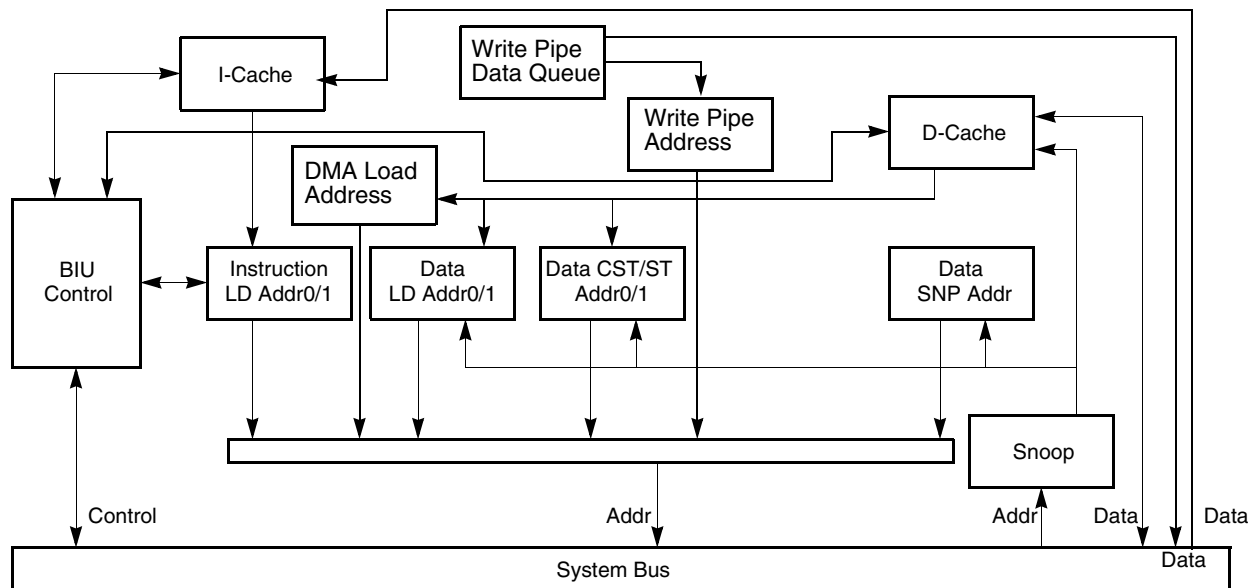 I-Cache
Write Pipe
Data Queue
Write Pipe
Address
D-Cache
DMA Load
Address
BIU
Control
Instruction
LD Addr0/1
Data
LD Addr0/1
Data CST/ST
Addr0/1
Data
SNP Addr
Snoop
Control
Addr
Addr
Data
Data
Data
System Bus